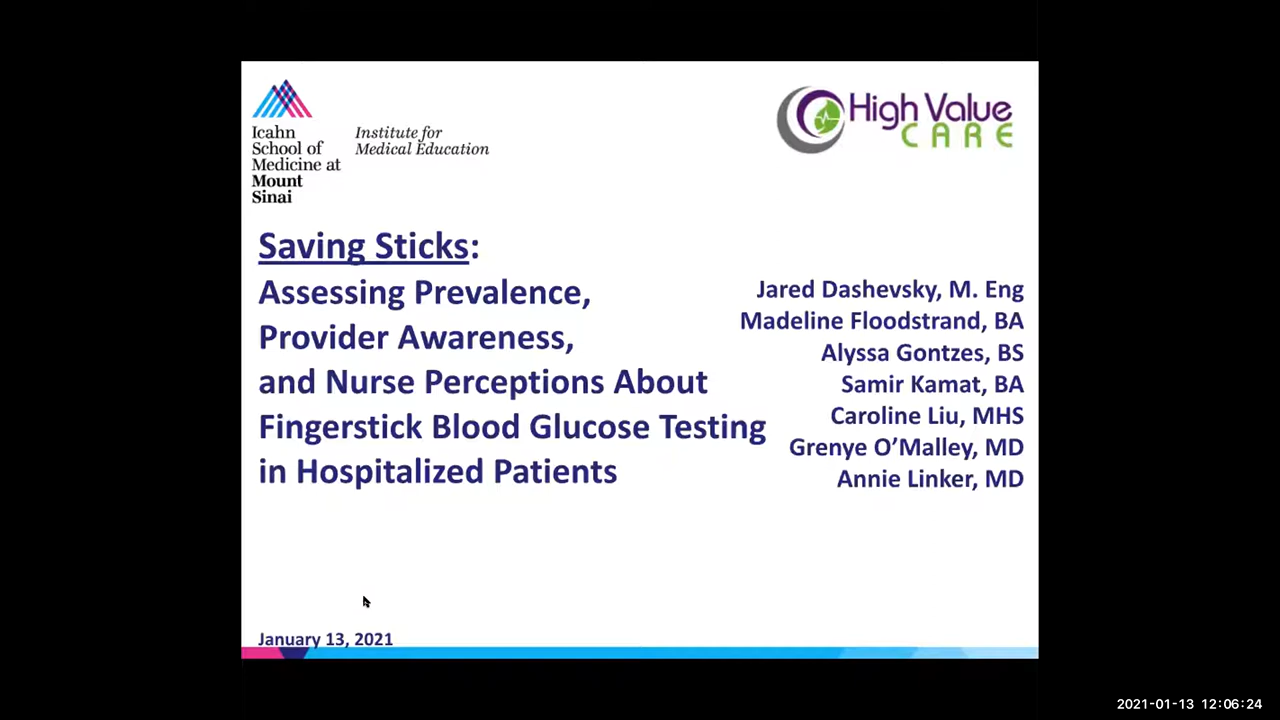 Icahn
School of
Medicine at
Mount
Sinai
Institute for
Medical Education
High Value
CARE
Saving Sticks:
Assessing Prevalence,
Provider Awareness,
and Nurse Perceptions About
Fingerstick Blood Glucose Testing
in Hospitalized Patients
Jared Dashevsky, M. Eng
Madeline Floodstrand, BA
Alyssa Gontzes, BS
Samir Kamat, BA
Caroline Liu, MHS
Grenye O’Malley, MD
Annie Linker, MD
January 13, 2021
2021-01-13 12:06:24